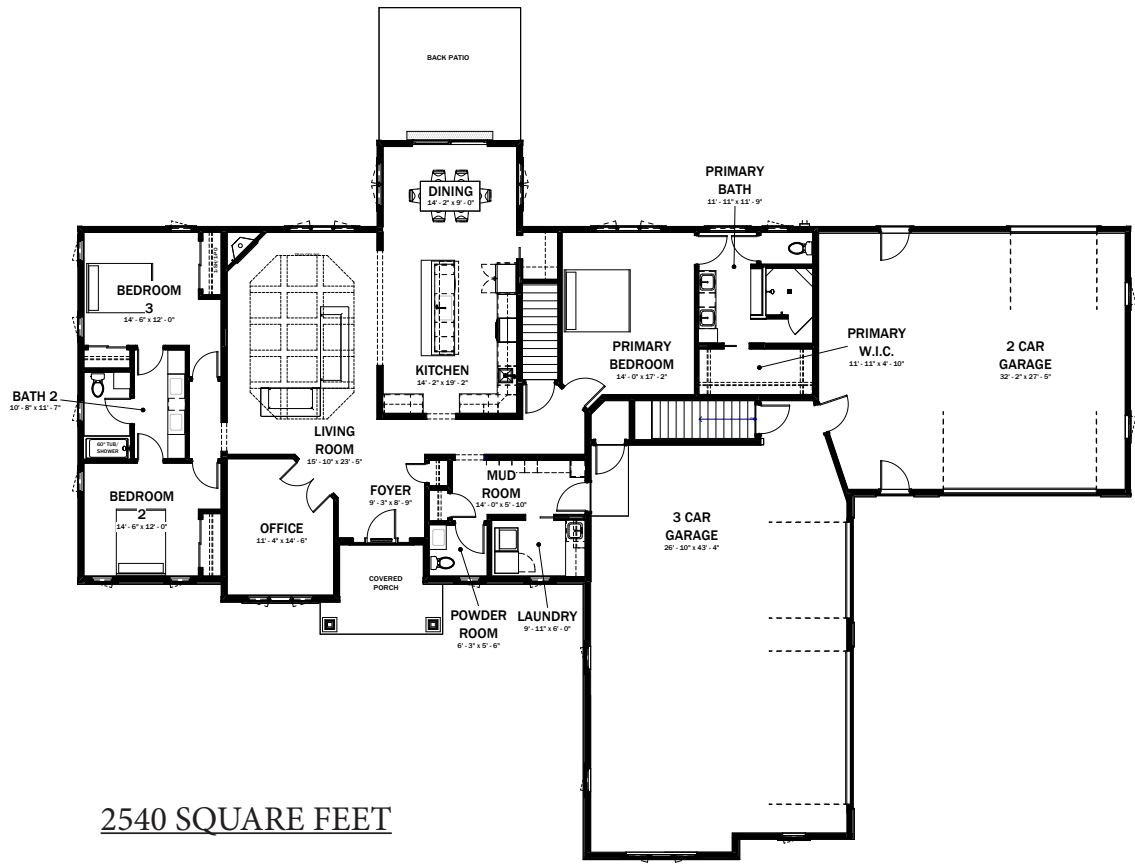 BACK PATIO
DINING
14' - 2" x 9' - 0"
PRIMARY
BATH
11' - 11" x 11' - 9"
BEDROOM
3
14' - 6" x 12' - 0"
KITCHEN
14' - 2" x 19' - 2"
PRIMARY
BEDROOM
14' - 0" x 17' - 2"
PRIMARY
W.I.C.
11' - 11" x 4' - 10"
2 CAR
GARAGE
32' - 2" x 27' - 5"
BATH 2
10' - 8" x 11' - 7"
60" TUB/
SHOWER
LIVING
ROOM
15' - 10" x 23' - 5"
BEDROOM
2
14' - 6" x 12' - 0"
OFFICE
11' - 4" x 14' - 6"
FOYER
9' - 3" x 8' - 9"
MUD
ROOM
14' - 0" x 5' - 10"
3 CAR
GARAGE
26' - 10" x 43' - 4"
COVERED
PORCH
POWDER
ROOM
6' - 3" x 5' - 6"
LAUNDRY
9' - 11" x 6' - 0"
2540 SQUARE FEET